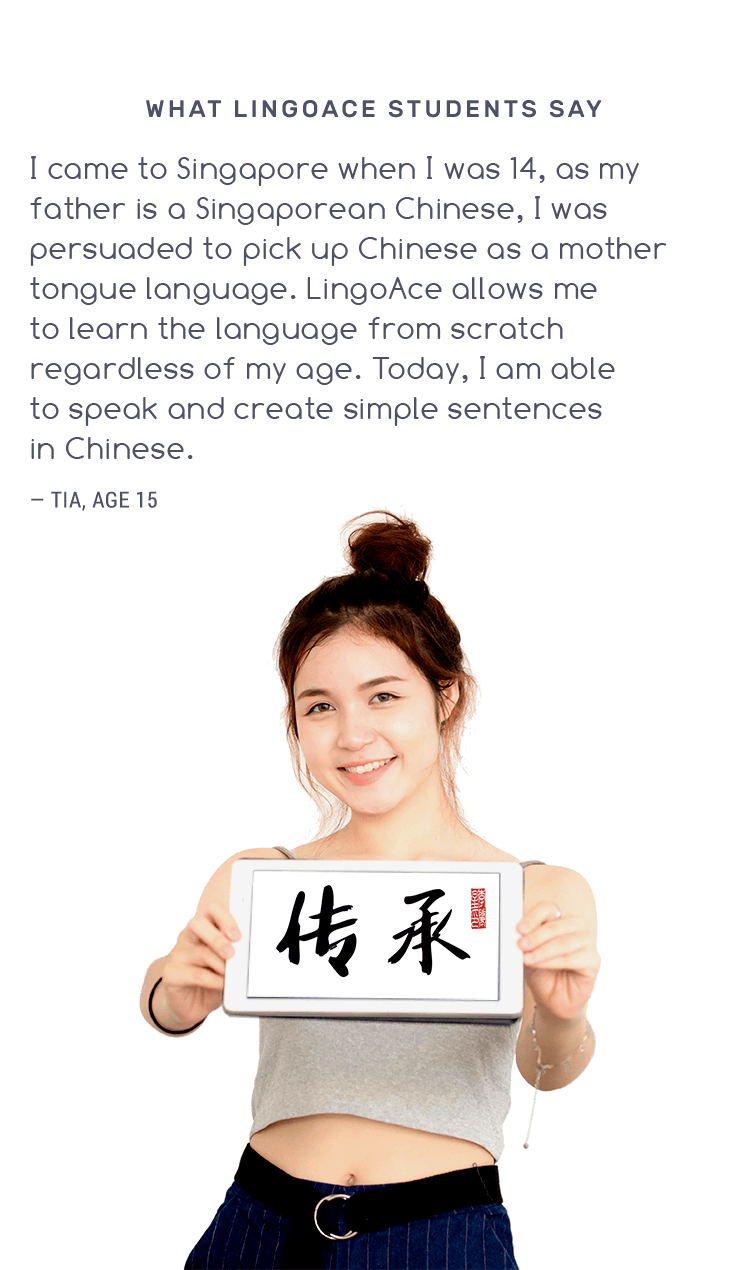 WHAT LINGOACE STUDENTS SAY
I came to Singapore when I was 14, as my
father is a Singaporean Chinese, I was
persuaded to pick up Chinese as a mother
tongue language. LingoAce allows me
to learn the language from scratch
regardless of my age. Today, I am able
to speak and create simple sentences
in Chinese.
– TIA, AGE 15
传承